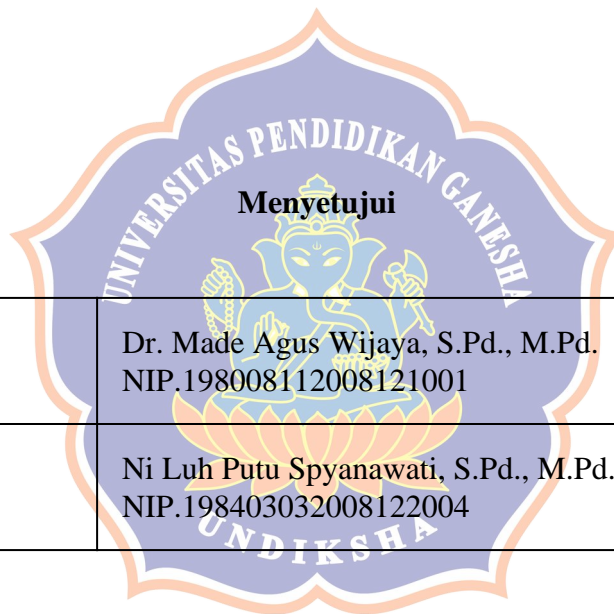 UNIVERSITAS PENDIDIKAN GANESHA
Menyetujui
Dr. Made Agus Wijaya, S.Pd., M.Pd.
NIP.198008112008121001
Ni Luh Putu Spyanawati, S.Pd., M.Pd.
NIP.198403032008122004
UNDIKSHA